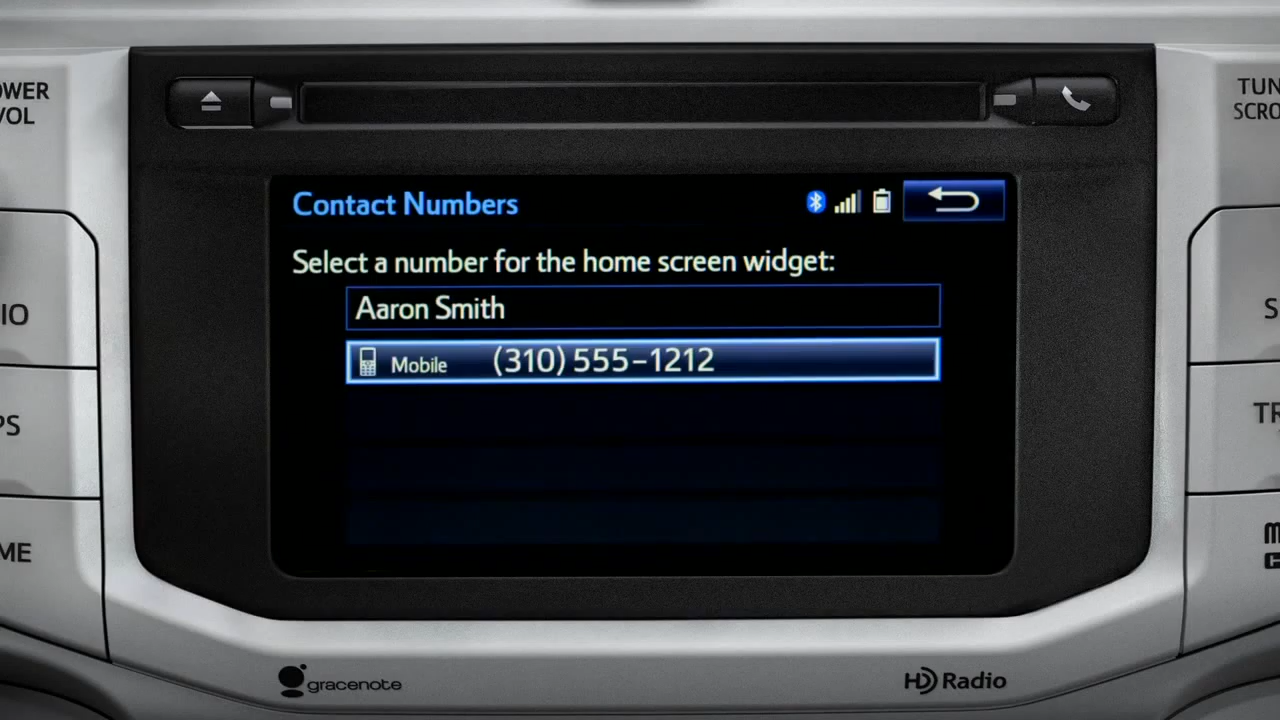 OWER
VOL
TUN
SCRO
Contact Numbers
Select a number for the home screen widget:
Aaron Smith
Mobile (310) 555-1212
IO
PS
ME
S
TR
gracenote
HD Radio